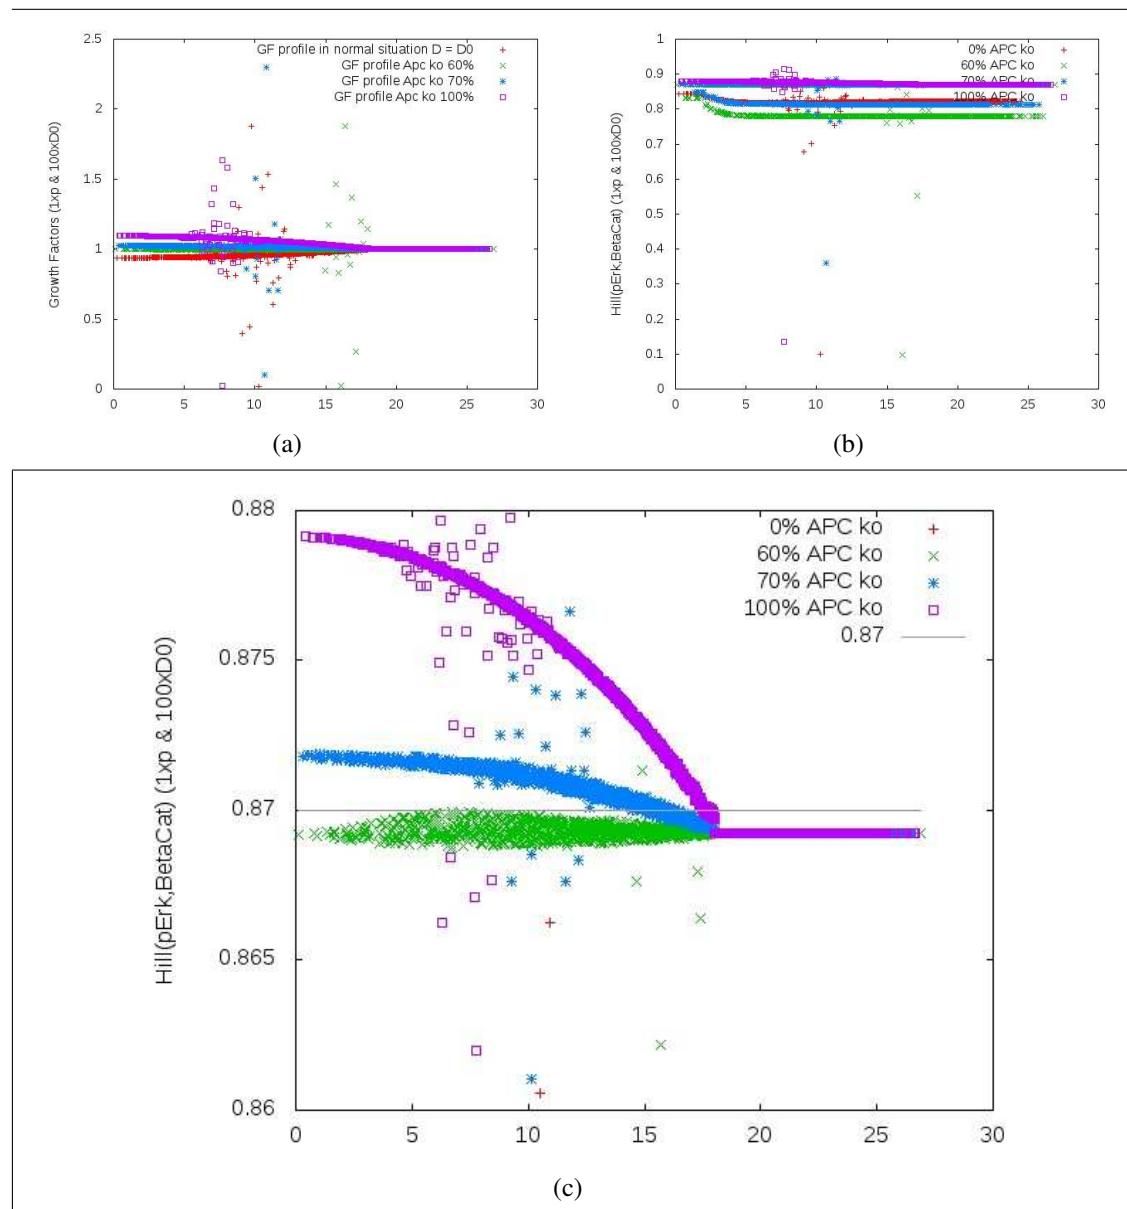 2.5
2
1.5
1
0.5
0
0 5 10 15 20 25 30
Growth Factors (1xp & 100xD0)
GF profile in normal situation D = D0
GF profile Apc ko 60%
GF profile Apc ko 70%
GF profile Apc ko 100%
(a)
1
0.9
0.8
0.7
0.6
0.5
0.4
0.3
0.2
0.1
0
0 5 10 15 20 25 30
Hill(pErk,BetaCat) (1xp & 100xD0)
0% APC ko
60% APC ko
70% APC ko
100% APC ko
(b)
0.88
0.875
0.87
0.865
0.86
0 5 10 15 20 25 30
Hill(pErk,BetaCat) (1xp & 100xD0)
0% APC ko
60% APC ko
70% APC ko
100% APC ko
0.87
(c)